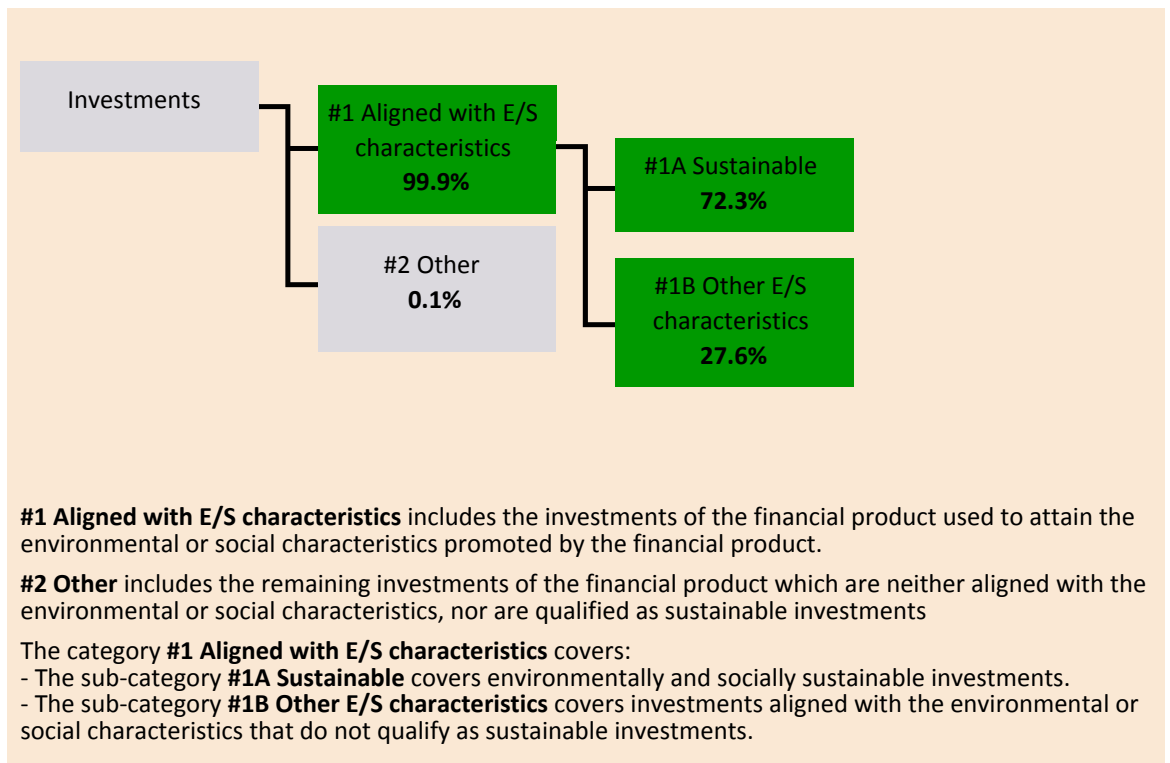 Investments
#1 Aligned with E/S
characteristics
99.9%
#2 Other
0.1%
#1A Sustainable
72.3%
#1B Other E/S
characteristics
27.6%
#1 Aligned with E/S characteristics includes the investments of the financial product used to attain the
environmental or social characteristics promoted by the financial product.
#2 Other includes the remaining investments of the financial product which are neither aligned with the
environmental or social characteristics, nor are qualified as sustainable investments
The category #1 Aligned with E/S characteristics covers:
- The sub-category #1A Sustainable covers environmentally and socially sustainable investments.
- The sub-category #1B Other E/S characteristics covers investments aligned with the environmental or
social characteristics that do not qualify as sustainable investments.